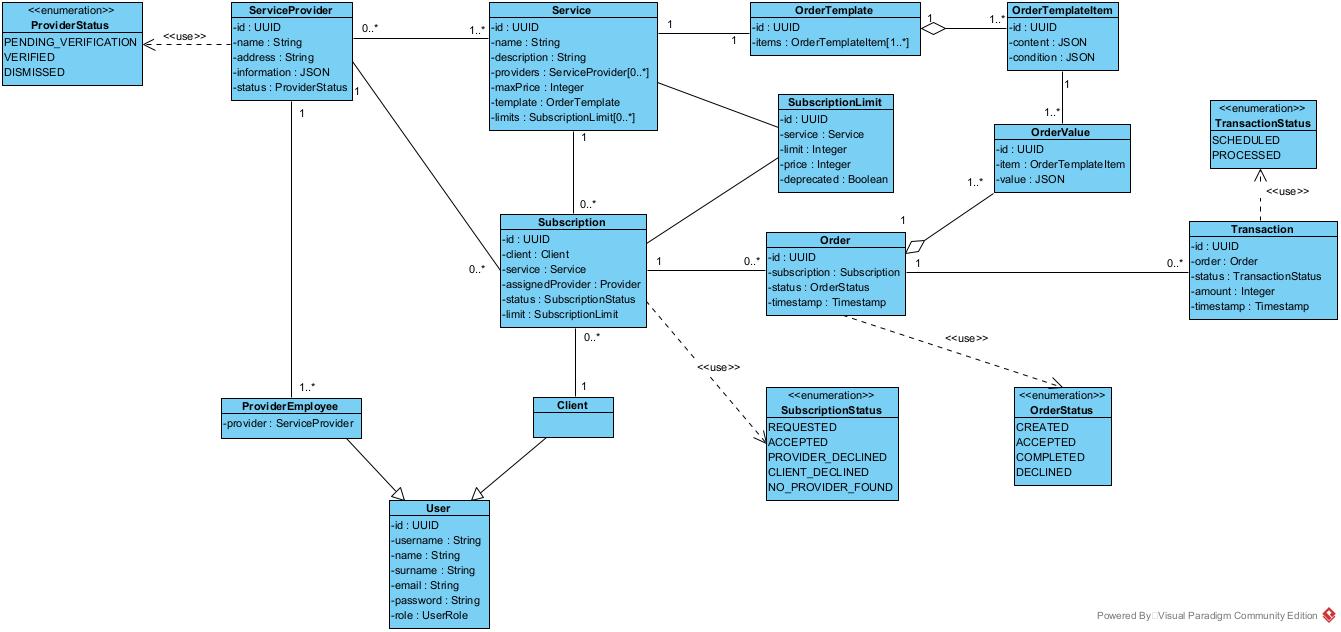 <<enumeration>>
ProviderStatus
PENDING_VERIFICATION
VERIFIED
DISMISSED
<<use>>
ServiceProvider
-id : UUID
-name : String
-address : String
-information : JSON
-status : ProviderStatus
0..*
1..*
1
1
1..*
0..*
Service
-id : UUID
-name : String
-description : String
-providers : ServiceProvider[0..*]
-maxPrice : Integer
-template : OrderTemplate
-limits : SubscriptionLimit[0..*]
1
1
1
0..*
OrderTemplate
-id : UUID
-items : OrderTemplateItem[1..*]
1
1..*
OrderTemplateItem
-id : UUID
-content : JSON
-condition : JSON
1
1..*
SubscriptionLimit
-id : UUID
-service : Service
-limit : Integer
-price : Integer
-deprecated : Boolean
OrderValue
-id : UUID
-item : OrderTemplateItem
-value : JSON
1..*
1
<<enumeration>>
TransactionStatus
SCHEDULED
PROCESSED
<<use>>
Subscription
-id : UUID
-client : Client
-service : Service
-assignedProvider : Provider
-status : SubscriptionStatus
-limit : SubscriptionLimit
1
0..*
Order
-id : UUID
-subscription : Subscription
-status : OrderStatus
-timestamp : Timestamp
1
0..*
Transaction
-id : UUID
-order : Order
-status : TransactionStatus
-amount : Integer
-timestamp : Timestamp
0..*
1
<<use>>
<<use>>
ProviderEmployee
-provider : ServiceProvider
Client
<<enumeration>>
SubscriptionStatus
REQUESTED
ACCEPTED
PROVIDER_DECLINED
CLIENT_DECLINED
NO_PROVIDER_FOUND
<<enumeration>>
OrderStatus
CREATED
ACCEPTED
COMPLETED
DECLINED
User
-id : UUID
-username : String
-name : String
-surname : String
-email : String
-password : String
-role : UserRole
Powered By Visual Paradigm Community Edition